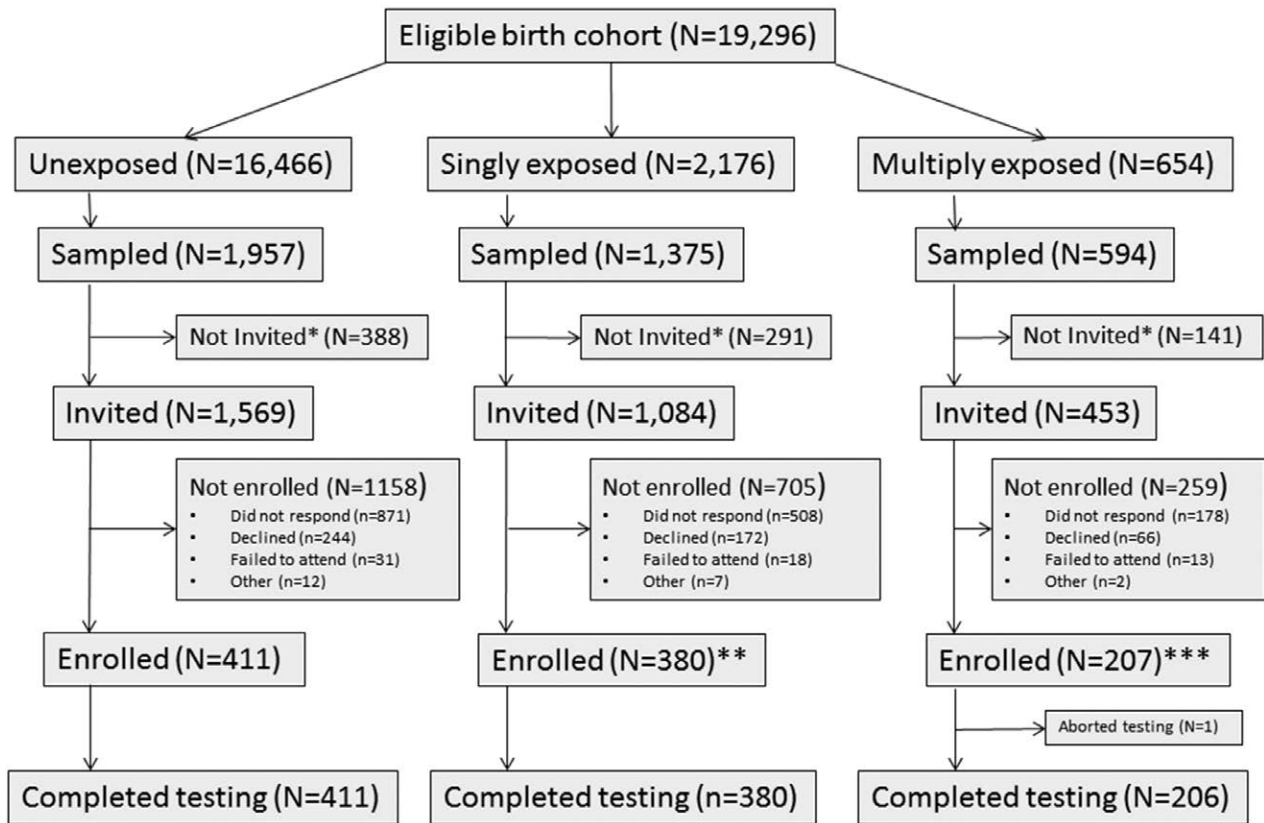 Eligible birth cohort (N=19,296)
Unexposed (N=16,466)
Singly exposed (N=2,176)
Multiply exposed (N=654)
Sampled (N=1,957)
Sampled (N=1,375)
Sampled (N=594)
Not Invited* (N=388)
Not Invited* (N=291)
Not Invited* (N=141)
Invited (N=1,569)
Invited (N=1,084)
Invited (N=453)
Not enrolled (N=1158)
• Did not respond (n=871)
• Declined (n=244)
• Failed to attend (n=31)
• Other (n=12)
Not enrolled (N=705)
• Did not respond (n=508)
• Declined (n=172)
• Failed to attend (n=18)
• Other (n=7)
Not enrolled (N=259)
• Did not respond (n=178)
• Declined (n=66)
• Failed to attend (n=13)
• Other (n=2)
Enrolled (N=411)
Enrolled (N=380)**
Enrolled (N=207)***
Aborted testing (N=1)
Completed testing (N=411)
Completed testing (n=380)
Completed testing (N=206)